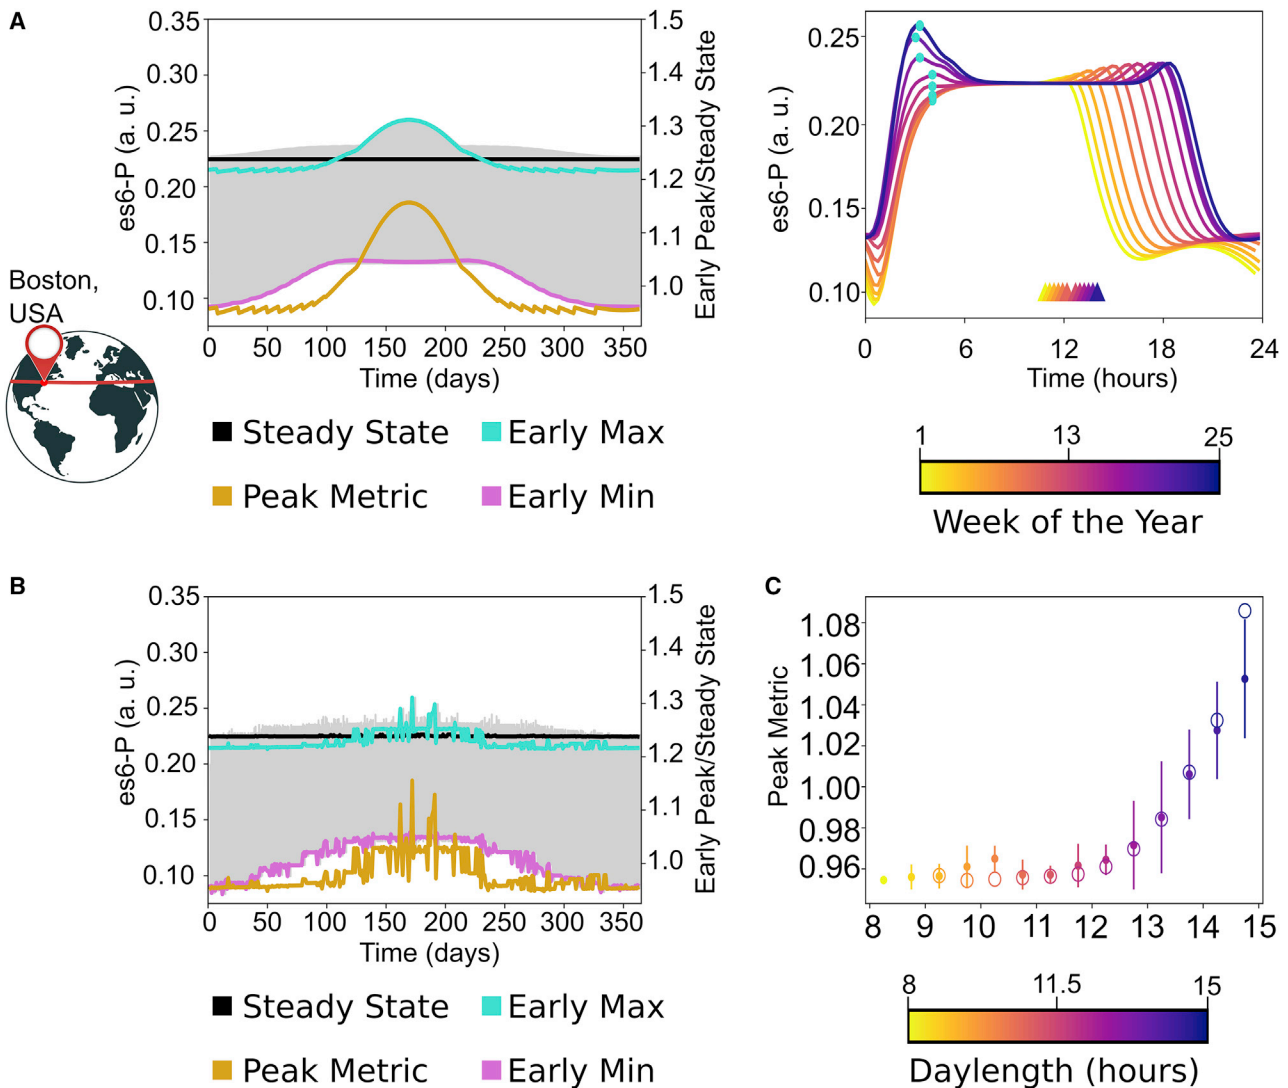 A
0.35
0.30
0.25
0.20
0.15
0.10
es6-P (a. u.)
1.5
1.4
1.3
1.2
1.1
1.0
Early Peak/Steady State
0 50 100 150 200 250 300 350
Time (days)
Boston,
USA
Steady State
Early Max
Peak Metric
Early Min
0.25
0.20
0.15
0.10
es6-P (a. u.)
0 6 12 18 24
Time (hours)
1 13 25
Week of the Year
B
0.35
0.30
0.25
0.20
0.15
0.10
es6-P (a. u.)
1.5
1.4
1.3
1.2
1.1
1.0
Early Peak/Steady State
0 50 100 150 200 250 300 350
Time (days)
Steady State
Early Max
Peak Metric
Early Min
C
1.08
1.06
1.04
1.02
1.00
0.98
0.96
Peak Metric
8 9 10 11 12 13 14 15
8 11.5 15
Daylength (hours)